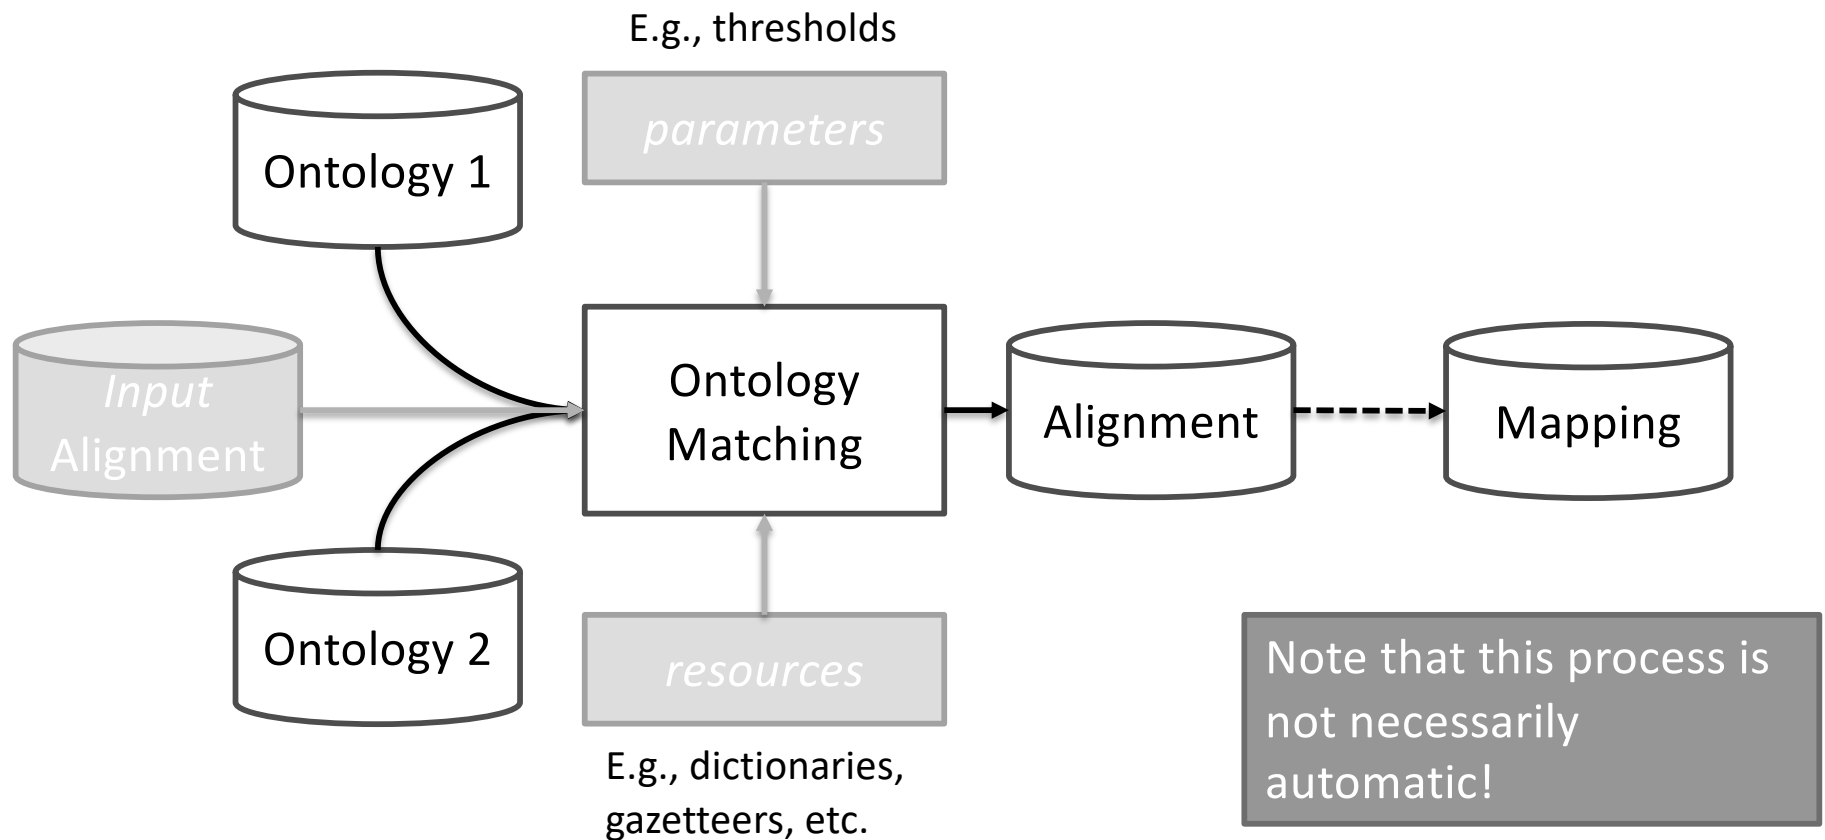 E.g., thresholds
parameters
Ontology 1
Input
Alignment
Ontology
Matching
Alignment
Mapping
Ontology 2
resources
E.g., dictionaries,
gazetteers, etc.
Note that this process is
not necessarily
automatic!